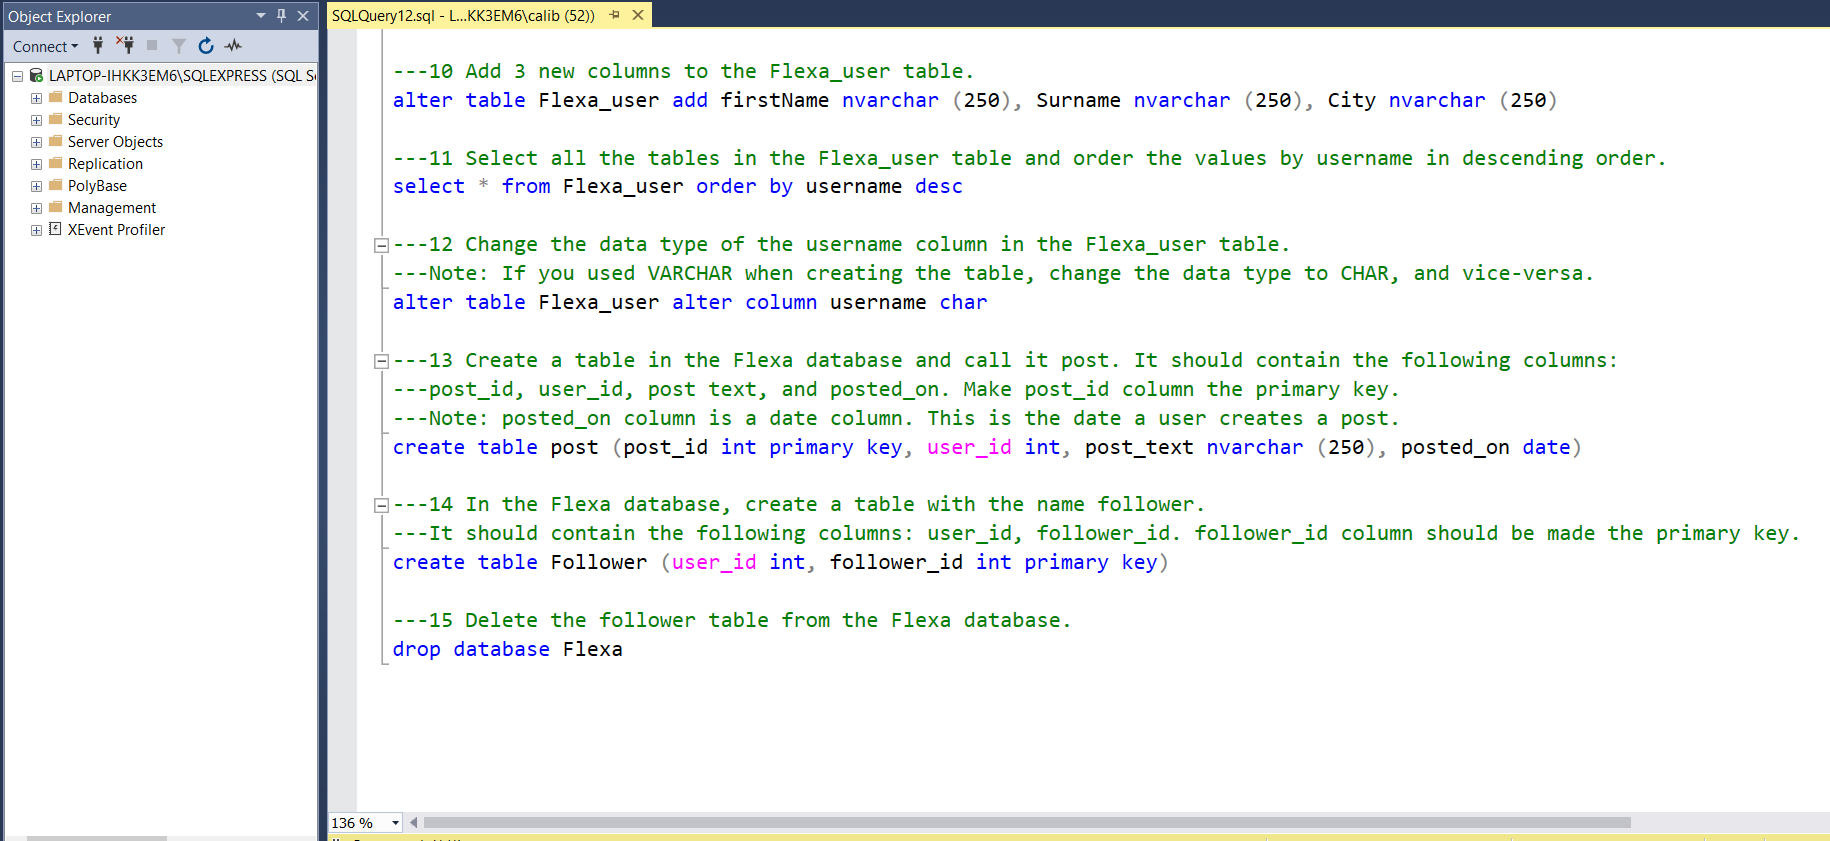 Object Explorer
Connect
LAPTOP-IHKK3EM6\SQLEXPRESS (SQL Se
Databases
Security
Server Objects
Replication
PolyBase
Management
XEvent Profiler
SQLQuery12.sql - L...KK3EM6\calib (52))
---10 Add 3 new columns to the Flexa_user table.
alter table Flexa_user add firstName nvarchar (250), Surname nvarchar (250), City nvarchar (250)
---11 Select all the tables in the Flexa_user table and order the values by username in descending order.
select * from Flexa_user order by username desc
---12 Change the data type of the username column in the Flexa_user table.
---Note: If you used VARCHAR when creating the table, change the data type to CHAR, and vice-versa.
alter table Flexa_user alter column username char
---13 Create a table in the Flexa database and call it post. It should contain the following columns:
---post_id, user_id, post text, and posted_on. Make post_id column the primary key.
---Note: posted_on column is a date column. This is the date a user creates a post.
create table post (post_id int primary key, user_id int, post_text nvarchar (250), posted_on date)
---14 In the Flexa database, create a table with the name follower.
---It should contain the following columns: user_id, follower_id. follower_id column should be made the primary key.
create table Follower (user_id int, follower_id int primary key)
---15 Delete the follower table from the Flexa database.
drop database Flexa
136 %